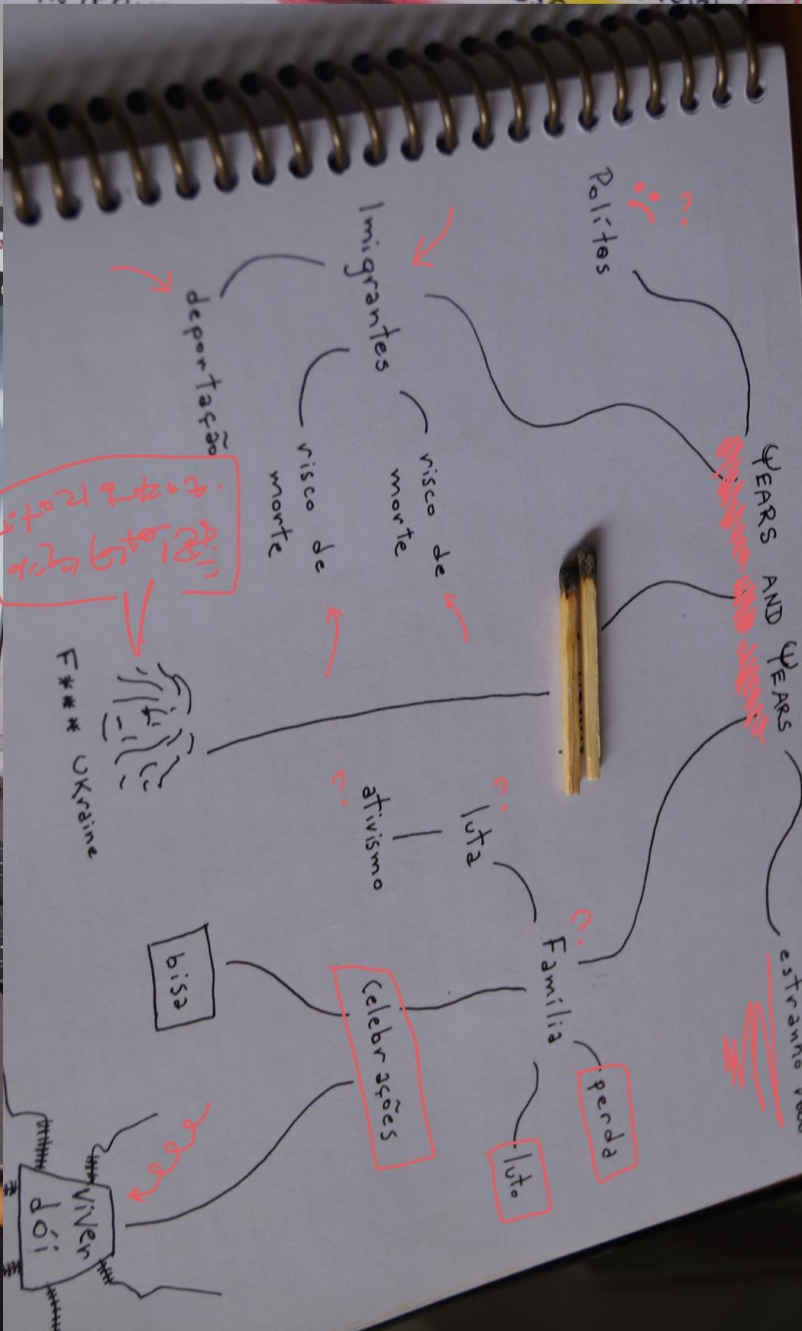 YEARS AND YEARS
estranho
Polítos
?
Imigrantes
deportação
risco de
morte
risco de
morte
F*** Ukraine
Família
?
luta
?
ativismo
?
perda
luto
Celebrações
bisa
Viver
dói